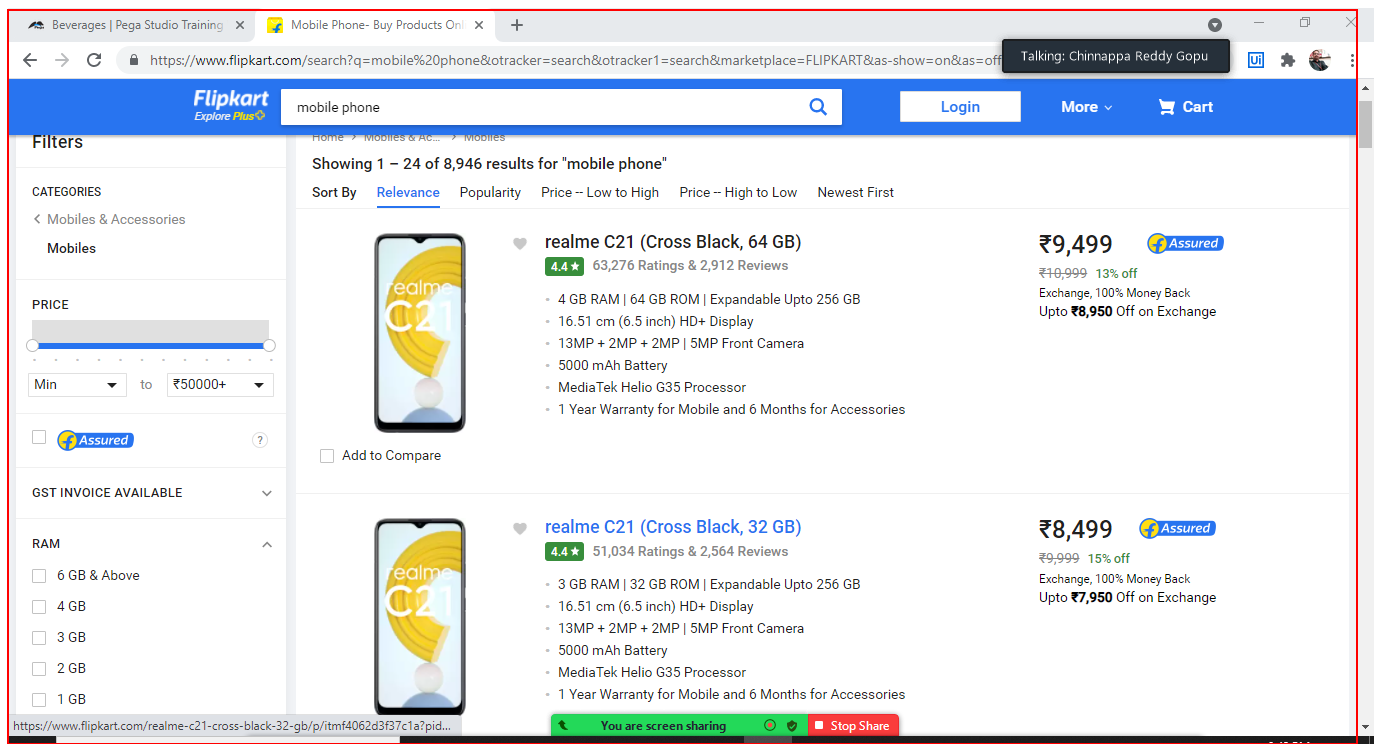 Beverages | Pega Studio Training
Mobile Phone- Buy Products Onl
https://www.flipkart.com/search?q=mobile%20phone&otracker=search&otracker1=search&marketplace=FLIPKART&as-show=on&as=off
Talking: Chinnappa Reddy Gopu
Ui
Flipkart
Explore Plus
mobile phone
Login
More
Cart
Filters
Home
Mobiles & Ac...
Mobiles
Showing 1 – 24 of 8,946 results for "mobile phone"
Sort By Relevance Popularity Price -- Low to High Price -- High to Low Newest First
CATEGORIES
Mobiles & Accessories
Mobiles
PRICE
Min to ₹50000+
Assured ?
GST INVOICE AVAILABLE
RAM
6 GB & Above
4 GB
3 GB
2 GB
1 GB
realme
C21
Add to Compare
realme C21 (Cross Black, 64 GB)
4.4★ 63,276 Ratings & 2,912 Reviews
4 GB RAM | 64 GB ROM | Expandable Upto 256 GB
16.51 cm (6.5 inch) HD+ Display
13MP + 2MP + 2MP | 5MP Front Camera
5000 mAh Battery
MediaTek Helio G35 Processor
1 Year Warranty for Mobile and 6 Months for Accessories
₹9,499 Assured
₹10,999 13% off
Exchange, 100% Money Back
Upto ₹8,950 Off on Exchange
realme
C21
realme C21 (Cross Black, 32 GB)
4.4★ 51,034 Ratings & 2,564 Reviews
3 GB RAM | 32 GB ROM | Expandable Upto 256 GB
16.51 cm (6.5 inch) HD+ Display
13MP + 2MP + 2MP | 5MP Front Camera
5000 mAh Battery
MediaTek Helio G35 Processor
1 Year Warranty for Mobile and 6 Months for Accessories
₹8,499 Assured
₹9,999 15% off
Exchange, 100% Money Back
Upto ₹7,950 Off on Exchange
https://www.flipkart.com/realme-c21-cross-black-32-gb/p/itmf4062d3f37c1a?pid...
You are screen sharing
Stop Share